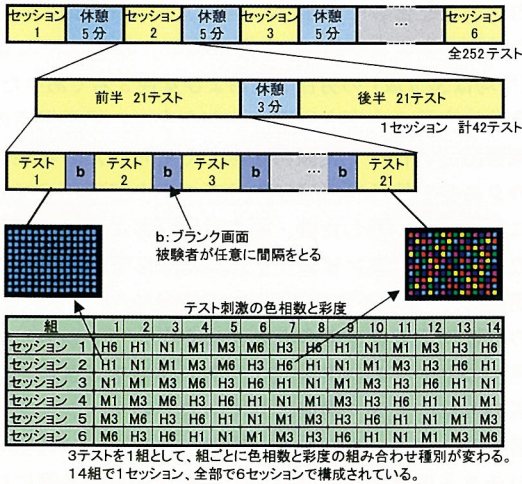 セッション 1 休憩 5分 セッション 2 休憩 5分 セッション 3 休憩 5分 … セッション 6
全252テスト
前半 21テスト 休憩 3分 後半 21テスト
1セッション 計42テスト
テスト 1 b テスト 2 b テスト 3 b … b テスト 21
b:ブランク画面
被験者が任意に間隔をとる
テスト刺激の色相数と彩度
組 1 2 3 4 5 6 7 8 9 10 11 12 13 14
セッション 1 H6 H1 N1 M1 M3 M6 H3 H6 H1 N1 M1 M3 H3 H6
セッション 2 H1 N1 M1 M3 M6 H3 H6 H1 N1 M1 M3 H3 H6 H1
セッション 3 N1 M1 M3 M6 H3 H6 H1 N1 M1 M3 H3 H6 H1 N1
セッション 4 M1 M3 M6 H3 H6 H1 N1 M1 M3 H3 H6 H1 N1 M1
セッション 5 M3 M6 H3 H6 H1 N1 M1 M3 H3 H6 H1 N1 M1 M3
セッション 6 M6 H3 H6 H1 N1 M1 M3 H3 H6 H1 N1 M1 M3 M6
3テストを1組として、組ごとに色相数と彩度の組み合わせ種別が変わる。
14組で1セッション、全部で6セッションで構成されている。